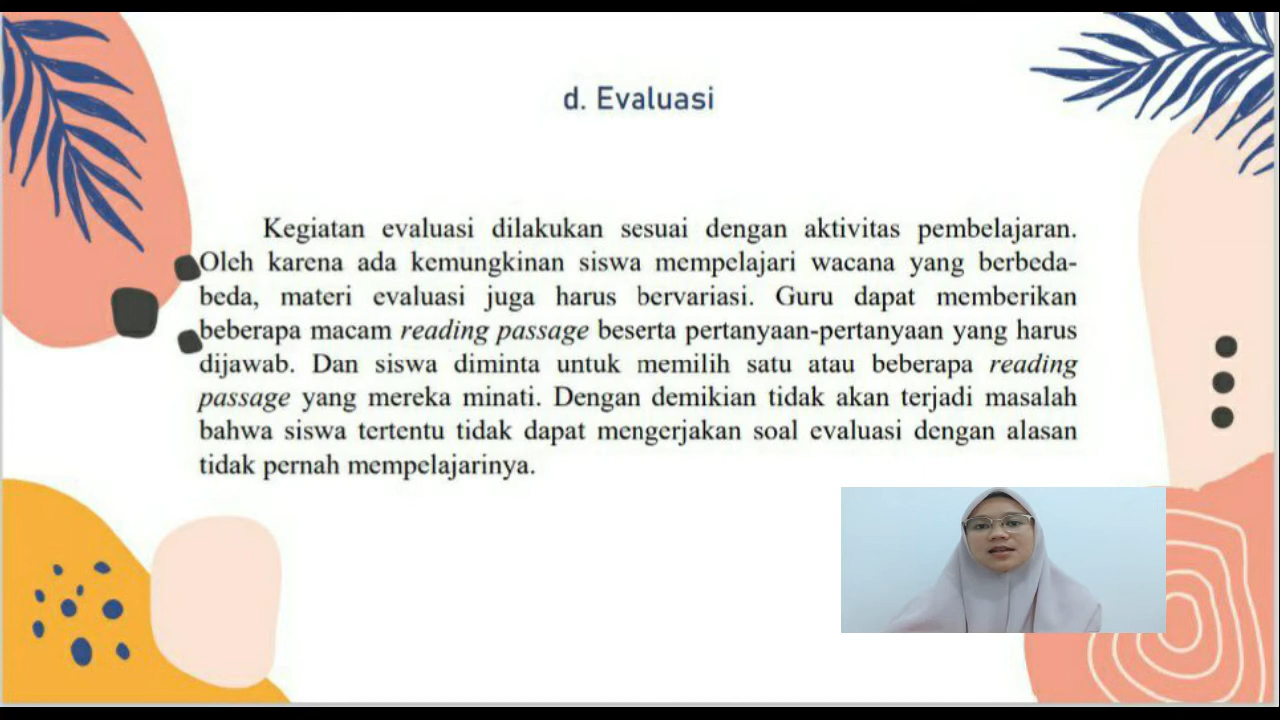 d. Evaluasi
Kegiatan evaluasi dilakukan sesuai dengan aktivitas pembelajaran.
Oleh karena ada kemungkinan siswa mempelajari wacana yang berbeda-
beda, materi evaluasi juga harus bervariasi. Guru dapat memberikan
beberapa macam reading passage beserta pertanyaan-pertanyaan yang harus
dijawab. Dan siswa diminta untuk memilih satu atau beberapa reading
passage yang mereka minati. Dengan demikian tidak akan terjadi masalah
bahwa siswa tertentu tidak dapat mengerjakan soal evaluasi dengan alasan
tidak pernah mempelajarinya.